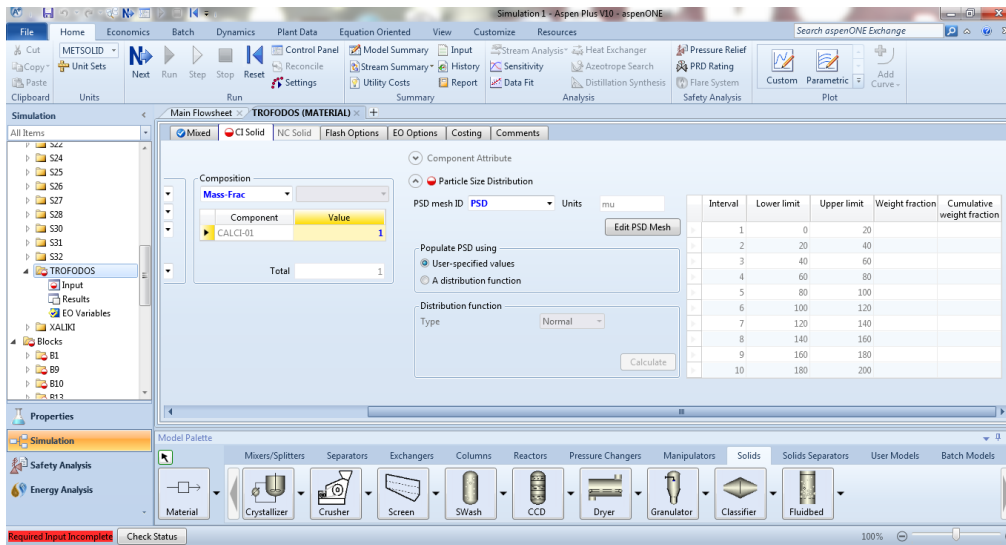 Simulation 1 - Aspen Plus V10 - aspenONE
File Home Economics Batch Dynamics Plant Data Equation Oriented View Customize Resources Search aspenONE Exchange
Cut METSOLID Control Panel Model Summary Input Stream Analysis Heat Exchanger Pressure Relief
Copy Unit Sets Reconcile Stream Summary History Sensitivity Azeotrope Search PRD Rating Add
Paste Next Run Step Stop Reset Settings Utility Costs Report Data Fit Distillation Synthesis Flare System Custom Parametric Curve
Clipboard Units Run Summary Analysis Safety Analysis Plot
Simulation < Main Flowsheet × TROFODOS (MATERIAL) × +
All Items Mixed CI Solid NC Solid Flash Options EO Options Costing Comments
S22
S24
S25
S26
S27
S28
S30
S31
S32
TROFODOS
Input
Results
EO Variables
XALIKI
Blocks
B1
B9
B10
B13
Composition
Mass-Frac
Component Value
CALCI-01 1
Total 1
Component Attribute
Particle Size Distribution
PSD mesh ID PSD Units mu
Edit PSD Mesh
Populate PSD using
User-specified values
A distribution function
Distribution function
Type Normal
Calculate
Interval Lower limit Upper limit Weight fraction Cumulative
weight fraction
1 0 20
2 20 40
3 40 60
4 60 80
5 80 100
6 100 120
7 120 140
8 140 160
9 160 180
10 180 200
Properties
Simulation
Safety Analysis
Energy Analysis
Model Palette
Mixers/Splitters Separators Exchangers Columns Reactors Pressure Changers Manipulators Solids Solids Separators User Models Batch Models
Material Crystallizer Crusher Screen SWash CCD Dryer Granulator Classifier Fluidbed
Required Input Incomplete Check Status 100%